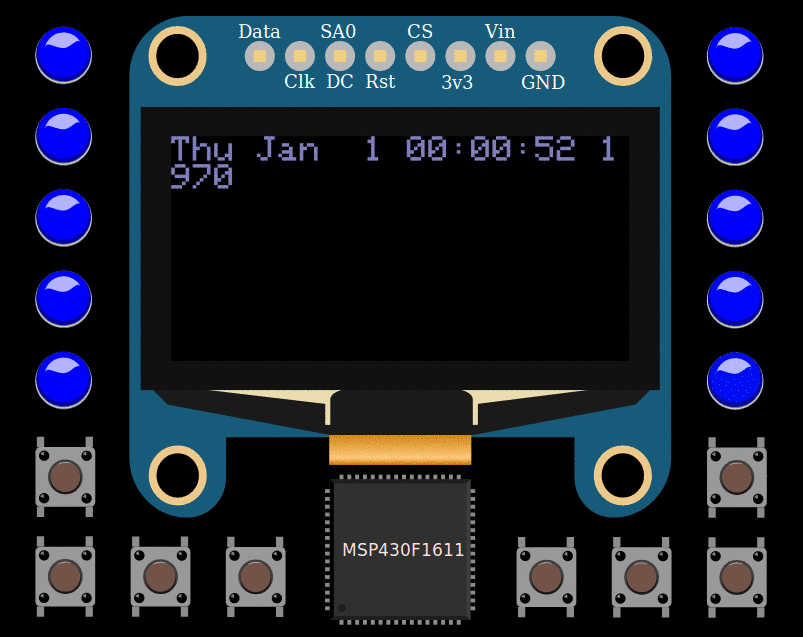 Data SA0 CS Vin
Clk DC Rst 3v3 GND
Thu Jan  1 00:00:52 1
970
MSP430F1611